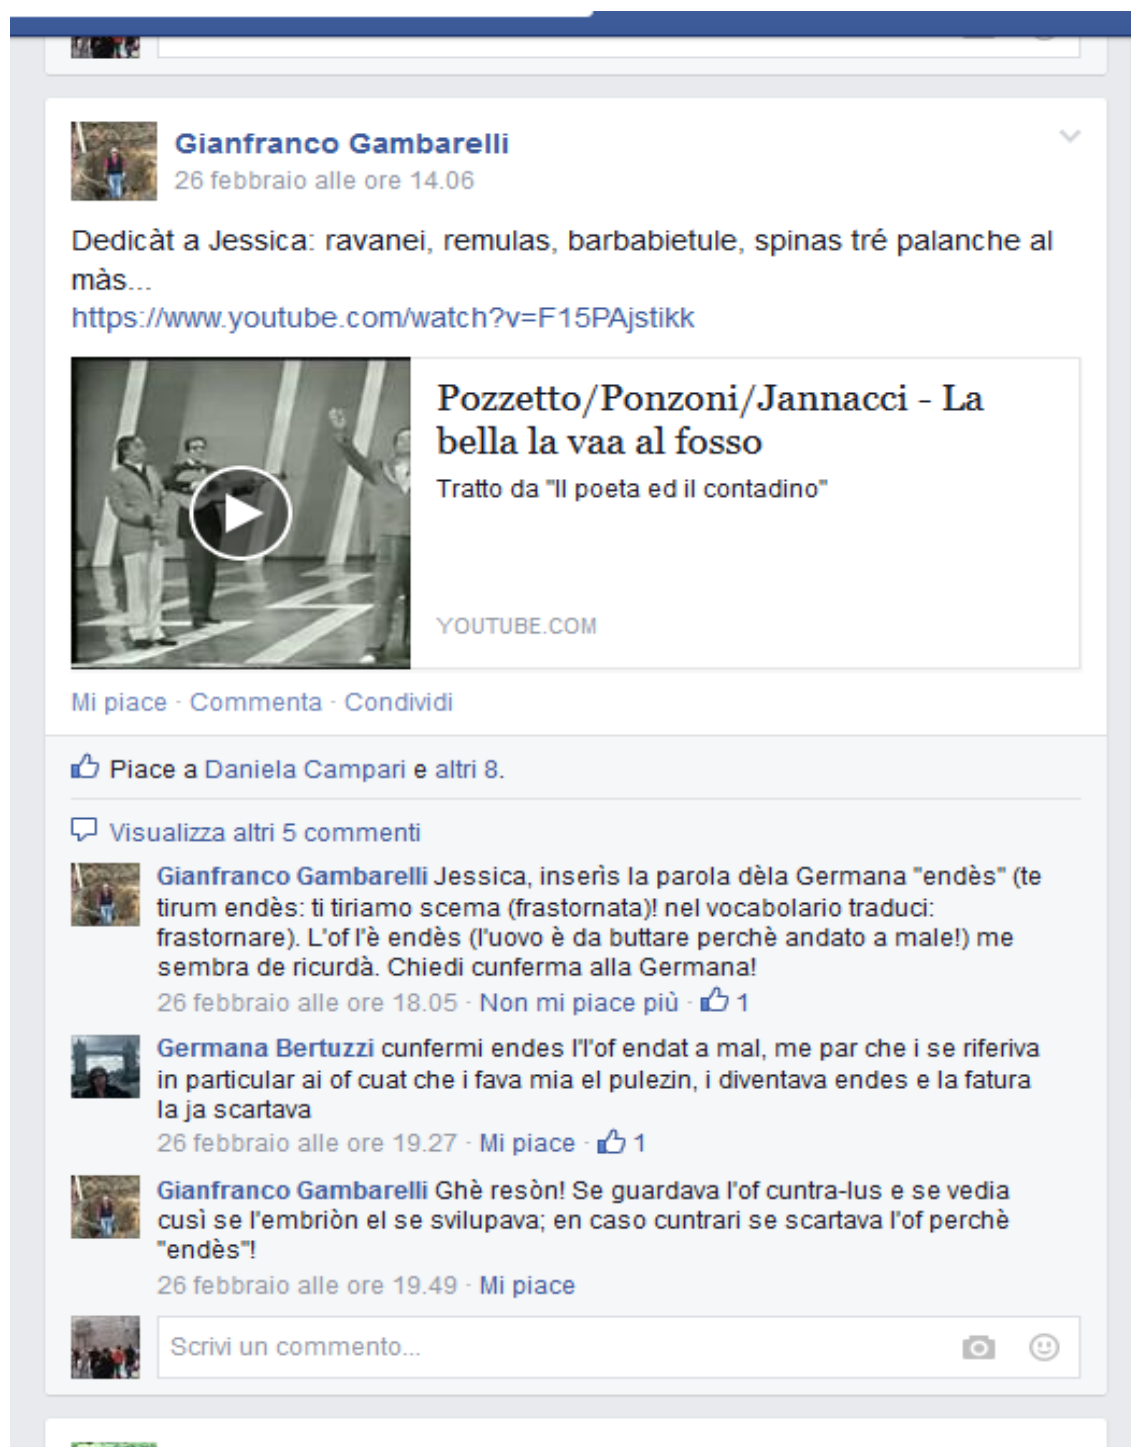 Gianfranco Gambarelli
26 febbraio alle ore 14.06
Dedicàt a Jessica: ravanei, remulas, barbabietule, spinas tré palanche al
màs...
https://www.youtube.com/watch?v=F15PAjstikk
Pozzetto/Ponzoni/Jannacci - La
bella la vaa al fosso
Tratto da "Il poeta ed il contadino"
YOUTUBE.COM
Mi piace · Commenta · Condividi
Piace a Daniela Campari e altri 8.
Visualizza altri 5 commenti
Gianfranco Gambarelli Jessica, inserìs la parola dèla Germana "endès" (te
tirum endès: ti tiriamo scema (frastornata)! nel vocabolario traduci:
frastornare). L'of l'è endès (l'uovo è da buttare perchè andato a male!) me
sembra de ricurdà. Chiedi cunferma alla Germana!
26 febbraio alle ore 18.05 · Non mi piace più · 1
Germana Bertuzzi cunfermi endes l'l'of endat a mal, me par che i se riferiva
in particular ai of cuat che i fava mia el pulezin, i diventava endes e la fatura
la ja scartava
26 febbraio alle ore 19.27 · Mi piace · 1
Gianfranco Gambarelli Ghè resòn! Se guardava l'of cuntra-lus e se vedia
cusì se l'embriòn el se svilupava; en caso cuntrari se scartava l'of perchè
"endès"!
26 febbraio alle ore 19.49 · Mi piace
Scrivi un commento...